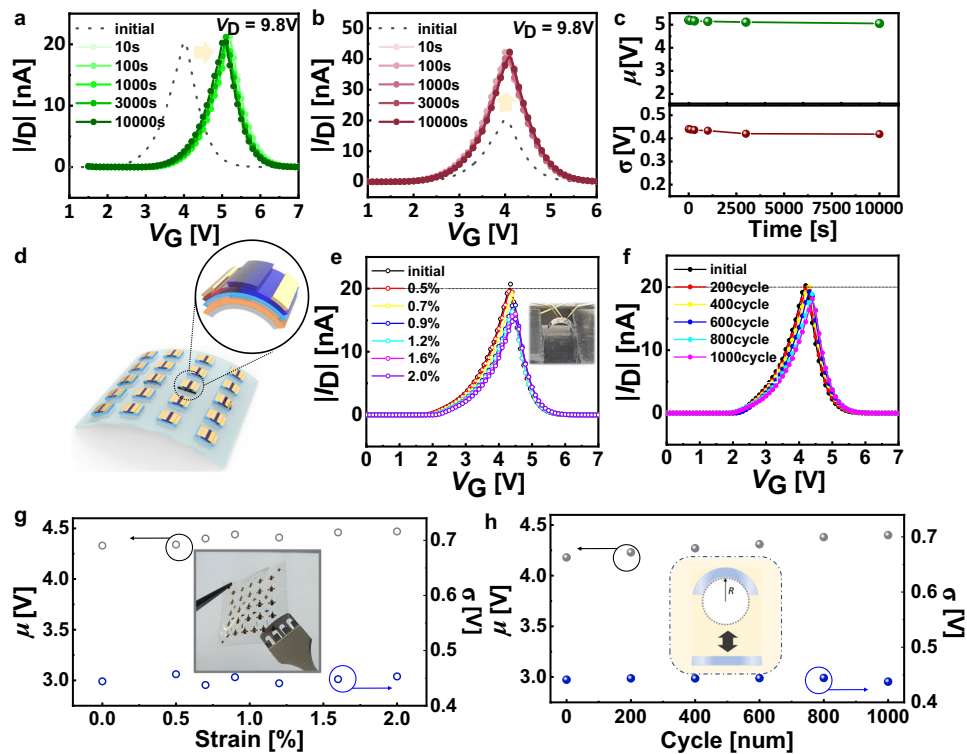 a
initial
10s
100s
1000s
3000s
10000s
V_D = 9.8V
|I_D| [nA]
20
10
0
1 2 3 4 5 6 7
V_G [V]
b
initial
10s
100s
1000s
3000s
10000s
V_D = 9.8V
|I_D| [nA]
50
40
30
20
10
0
1 2 3 4 5 6
V_G [V]
c
μ[V]
5
4
3
2
σ[V]
0.5
0.4
0.3
0.2
0 2500 5000 7500 10000
Time [s]
d
e
initial
0.5%
0.7%
0.9%
1.2%
1.6%
2.0%
|I_D| [nA]
20
10
0
0 1 2 3 4 5 6 7
V_G [V]
f
initial
200cycle
400cycle
600cycle
800cycle
1000cycle
|I_D| [nA]
20
10
0
0 1 2 3 4 5 6 7
V_G [V]
g
μ [V]
4.5
4.2
3.0
0.7
0.6
0.5
0.4
σ [V]
0.0 0.5 1.0 1.5 2.0
Strain [%]
h
R
μ [V]
4.5
4.2
3.0
0.7
0.6
0.5
0.4
σ [V]
0 200 400 600 800 1000
Cycle [num]